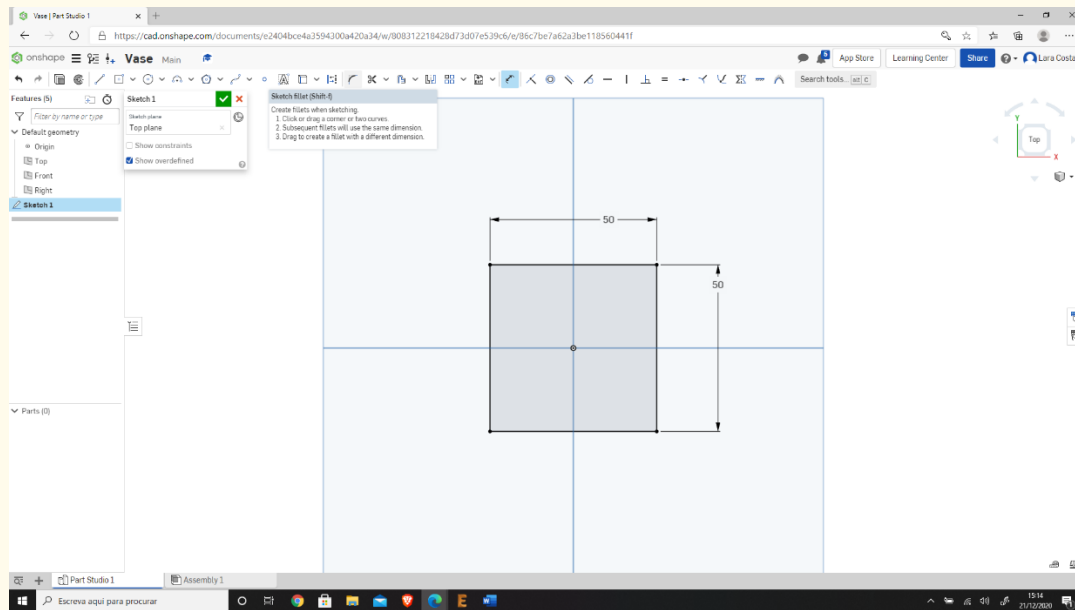 Vase | Part Studio 1
https://cad.onshape.com/documents/e2404bce4a3594300a420a34/w/808312218428d73d07e539c6/e/86c7be7a62a3be118560441f
onshape Vase Main App Store Learning Center Share Lara Costa
Search tools...
Features (5)
Filter by name or type
Default geometry
Origin
Top
Front
Right
Sketch 1
Sketch 1
Sketch plane
Top plane
Show constraints
Show overdefined
Sketch fillet (Shift-f)
Create fillets when sketching.
1. Click or drag a corner or two curves.
2. Subsequent fillets will use the same dimension.
3. Drag to create a fillet with a different dimension.
Y
Top
X
50
50
Parts (0)
Part Studio 1 Assembly 1
Escreva aqui para procurar
15:14
21/12/2020